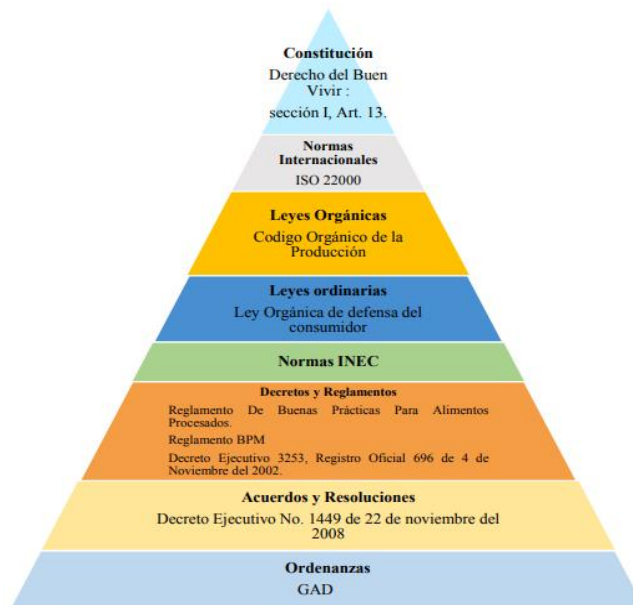 Constitución
Derecho del Buen
Vivir :
sección I, Art. 13.
Normas
Internacionales
ISO 22000
Leyes Orgánicas
Codigo Orgánico de la
Producción
Leyes ordinarias
Ley Orgánica de defensa del
consumidor
Normas INEC
Decretos y Reglamentos
Reglamento De Buenas Prácticas Para Alimentos
Procesados.
Reglamento BPM
Decreto Ejecutivo 3253, Registro Oficial 696 de 4 de
Noviembre del 2002.
Acuerdos y Resoluciones
Decreto Ejecutivo No. 1449 de 22 de noviembre del
2008
Ordenanzas
GAD